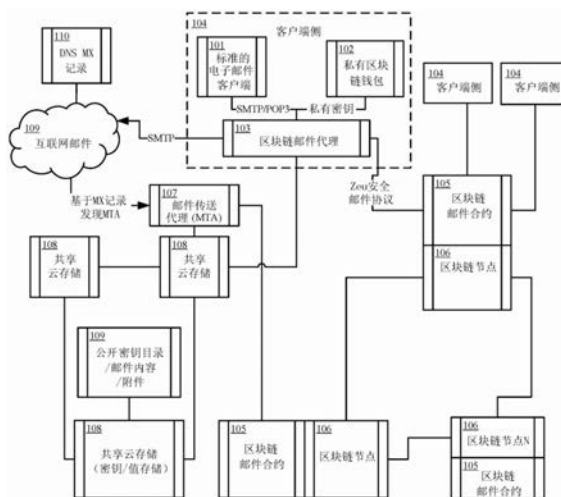 104
客户端侧
110
DNS MX
记录
101
标准的
电子邮件
客户端
102
私有区块
链钱包
104
客户端侧
104
客户端侧
SMTP/POP3
私有密钥
109
互联网邮件
SMTP
103
区块链邮件代理
Zeu安全
邮件协议
基于MX记录
发现MTA
107
邮件传送
代理(MTA)
105
区块链
邮件合约
108
共享
云存储
108
共享
云存储
106
区块链节点
109
公开密钥目录
/邮件内容
/附件
108
共享云存储
(密钥/值存储)
105
区块链
邮件合约
106
区块链节点
106
区块链节点N
105
区块链
邮件合约